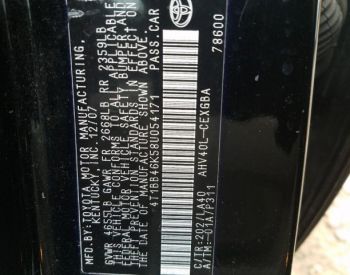 MFD. BY:TOYOTA MOTOR MANUFACTURING,
KENTUCKY, INC. 12/07
GVWR 4655LB GAWR FR 2668LB RR 2359LB
THIS VEHICLE CONFORMS TO ALL APPLICABLE
FEDERAL MOTOR VEHICLE SAFETY, BUMPER, AND
THEFT PREVENTION STANDARDS IN EFFECT ON
THE DATE OF MANUFACTURE SHOWN ABOVE.
4T1BB46K58U054171 PASS. CAR
AHV40L-CEXGBA
C/TR: 202/FA41
A/TM: -01A/P311
78600